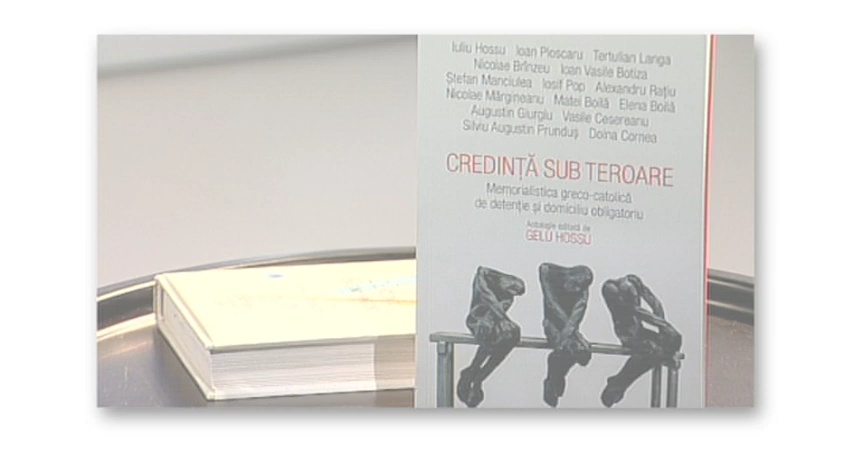 Iuliu Hossu Ioan Ploscaru Tertulian Langa
Nicolae Brînzeu Ioan Vasile Botiza
Ștefan Manciulea Iosif Pop Alexandru Rațiu
Nicolae Mărgineanu Matei Boilă Elena Boilă
Augustin Giurgiu Vasile Cesereanu
Silviu Augustin Prunduș Doina Cornea
CREDINȚĂ SUB TEROARE
Memorialistica greco-catolică
de detenție și domiciliu obligatoriu
Antologie editată de
GELU HOSSU